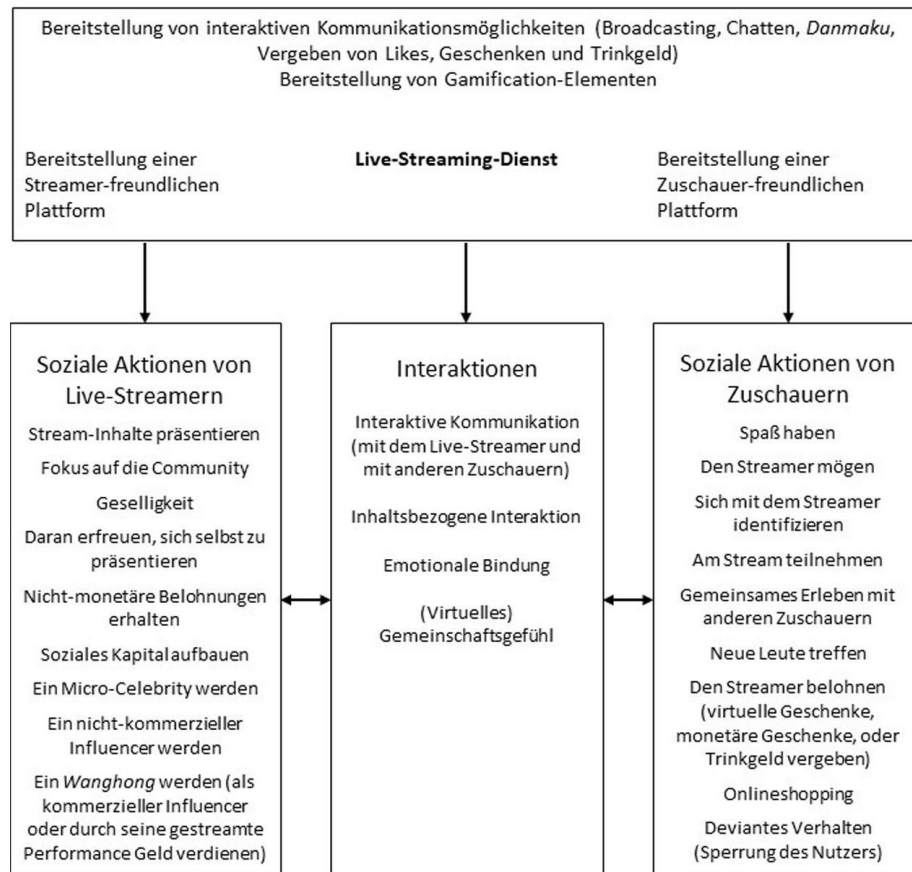 Bereitstellung von interaktiven Kommunikationsmöglichkeiten (Broadcasting, Chatten, Danmaku,
Vergeben von Likes, Geschenken und Trinkgeld)
Bereitstellung von Gamification-Elementen
Bereitstellung einer
Streamer-freundlichen
Plattform
Live-Streaming-Dienst
Bereitstellung einer
Zuschauer-freundlichen
Plattform
Soziale Aktionen von
Live-Streamern
Stream-Inhalte präsentieren
Fokus auf die Community
Geselligkeit
Daran erfreuen, sich selbst zu
präsentieren
Nicht-monetäre Belohnungen
erhalten
Soziales Kapital aufbauen
Ein Micro-Celebrity werden
Ein nicht-kommerzieller
Influencer werden
Ein Wanghong werden (als
kommerzieller Influencer
oder durch seine gestreamte
Performance Geld verdienen)
Interaktionen
Interaktive Kommunikation
(mit dem Live-Streamer und
mit anderen Zuschauern)
Inhaltsbezogene Interaktion
Emotionale Bindung
(Virtuelles)
Gemeinschaftsgefühl
Soziale Aktionen von
Zuschauern
Spaß haben
Den Streamer mögen
Sich mit dem Streamer
identifizieren
Am Stream teilnehmen
Gemeinsames Erleben mit
anderen Zuschauern
Neue Leute treffen
Den Streamer belohnen
(virtuelle Geschenke,
monetäre Geschenke, oder
Trinkgeld vergeben)
Onlineshopping
Deviantes Verhalten
(Sperrung des Nutzers)